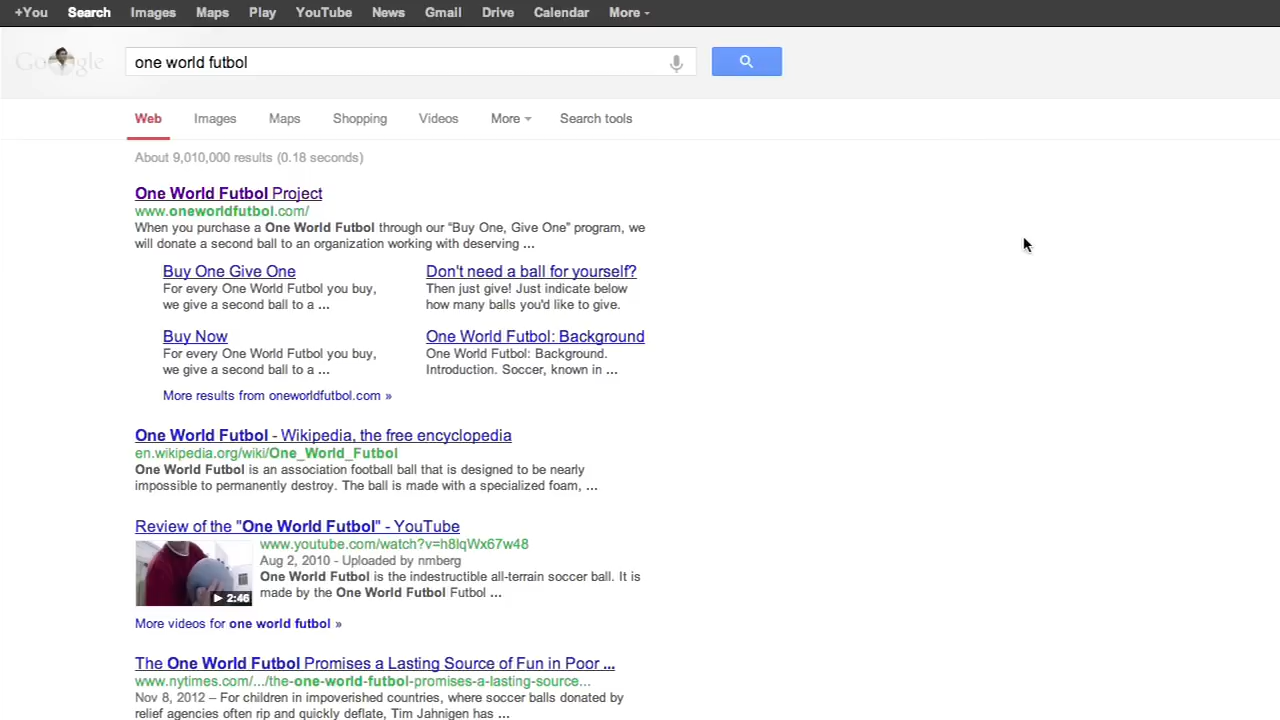 +You Search Images Maps Play YouTube News Gmail Drive Calendar More
Google
one world futbol
Web Images Maps Shopping Videos More Search tools
About 9,010,000 results (0.18 seconds)
One World Futbol Project
www.oneworldfutbol.com/
When you purchase a One World Futbol through our "Buy One, Give One" program, we
will donate a second ball to an organization working with deserving ...
Buy One Give One
For every One World Futbol you buy,
we give a second ball to a ...
Don't need a ball for yourself?
Then just give! Just indicate below
how many balls you'd like to give.
Buy Now
For every One World Futbol you buy,
we give a second ball to a ...
One World Futbol: Background
One World Futbol: Background.
Introduction. Soccer, known in ...
More results from oneworldfutbol.com »
One World Futbol - Wikipedia, the free encyclopedia
en.wikipedia.org/wiki/One_World_Futbol
One World Futbol is an association football ball that is designed to be nearly
impossible to permanently destroy. The ball is made with a specialized foam, ...
Review of the "One World Futbol" - YouTube
www.youtube.com/watch?v=h8lqWx67w48
Aug 2, 2010 - Uploaded by nmberg
One World Futbol is the indestructible all-terrain soccer ball. It is
made by the One World Futbol Futbol ...
2:46
More videos for one world futbol »
The One World Futbol Promises a Lasting Source of Fun in Poor ...
www.nytimes.com/.../the-one-world-futbol-promises-a-lasting-source...
Nov 8, 2012 – For children in impoverished countries, where soccer balls donated by
relief agencies often rip and quickly deflate, Tim Jahnigen has ...